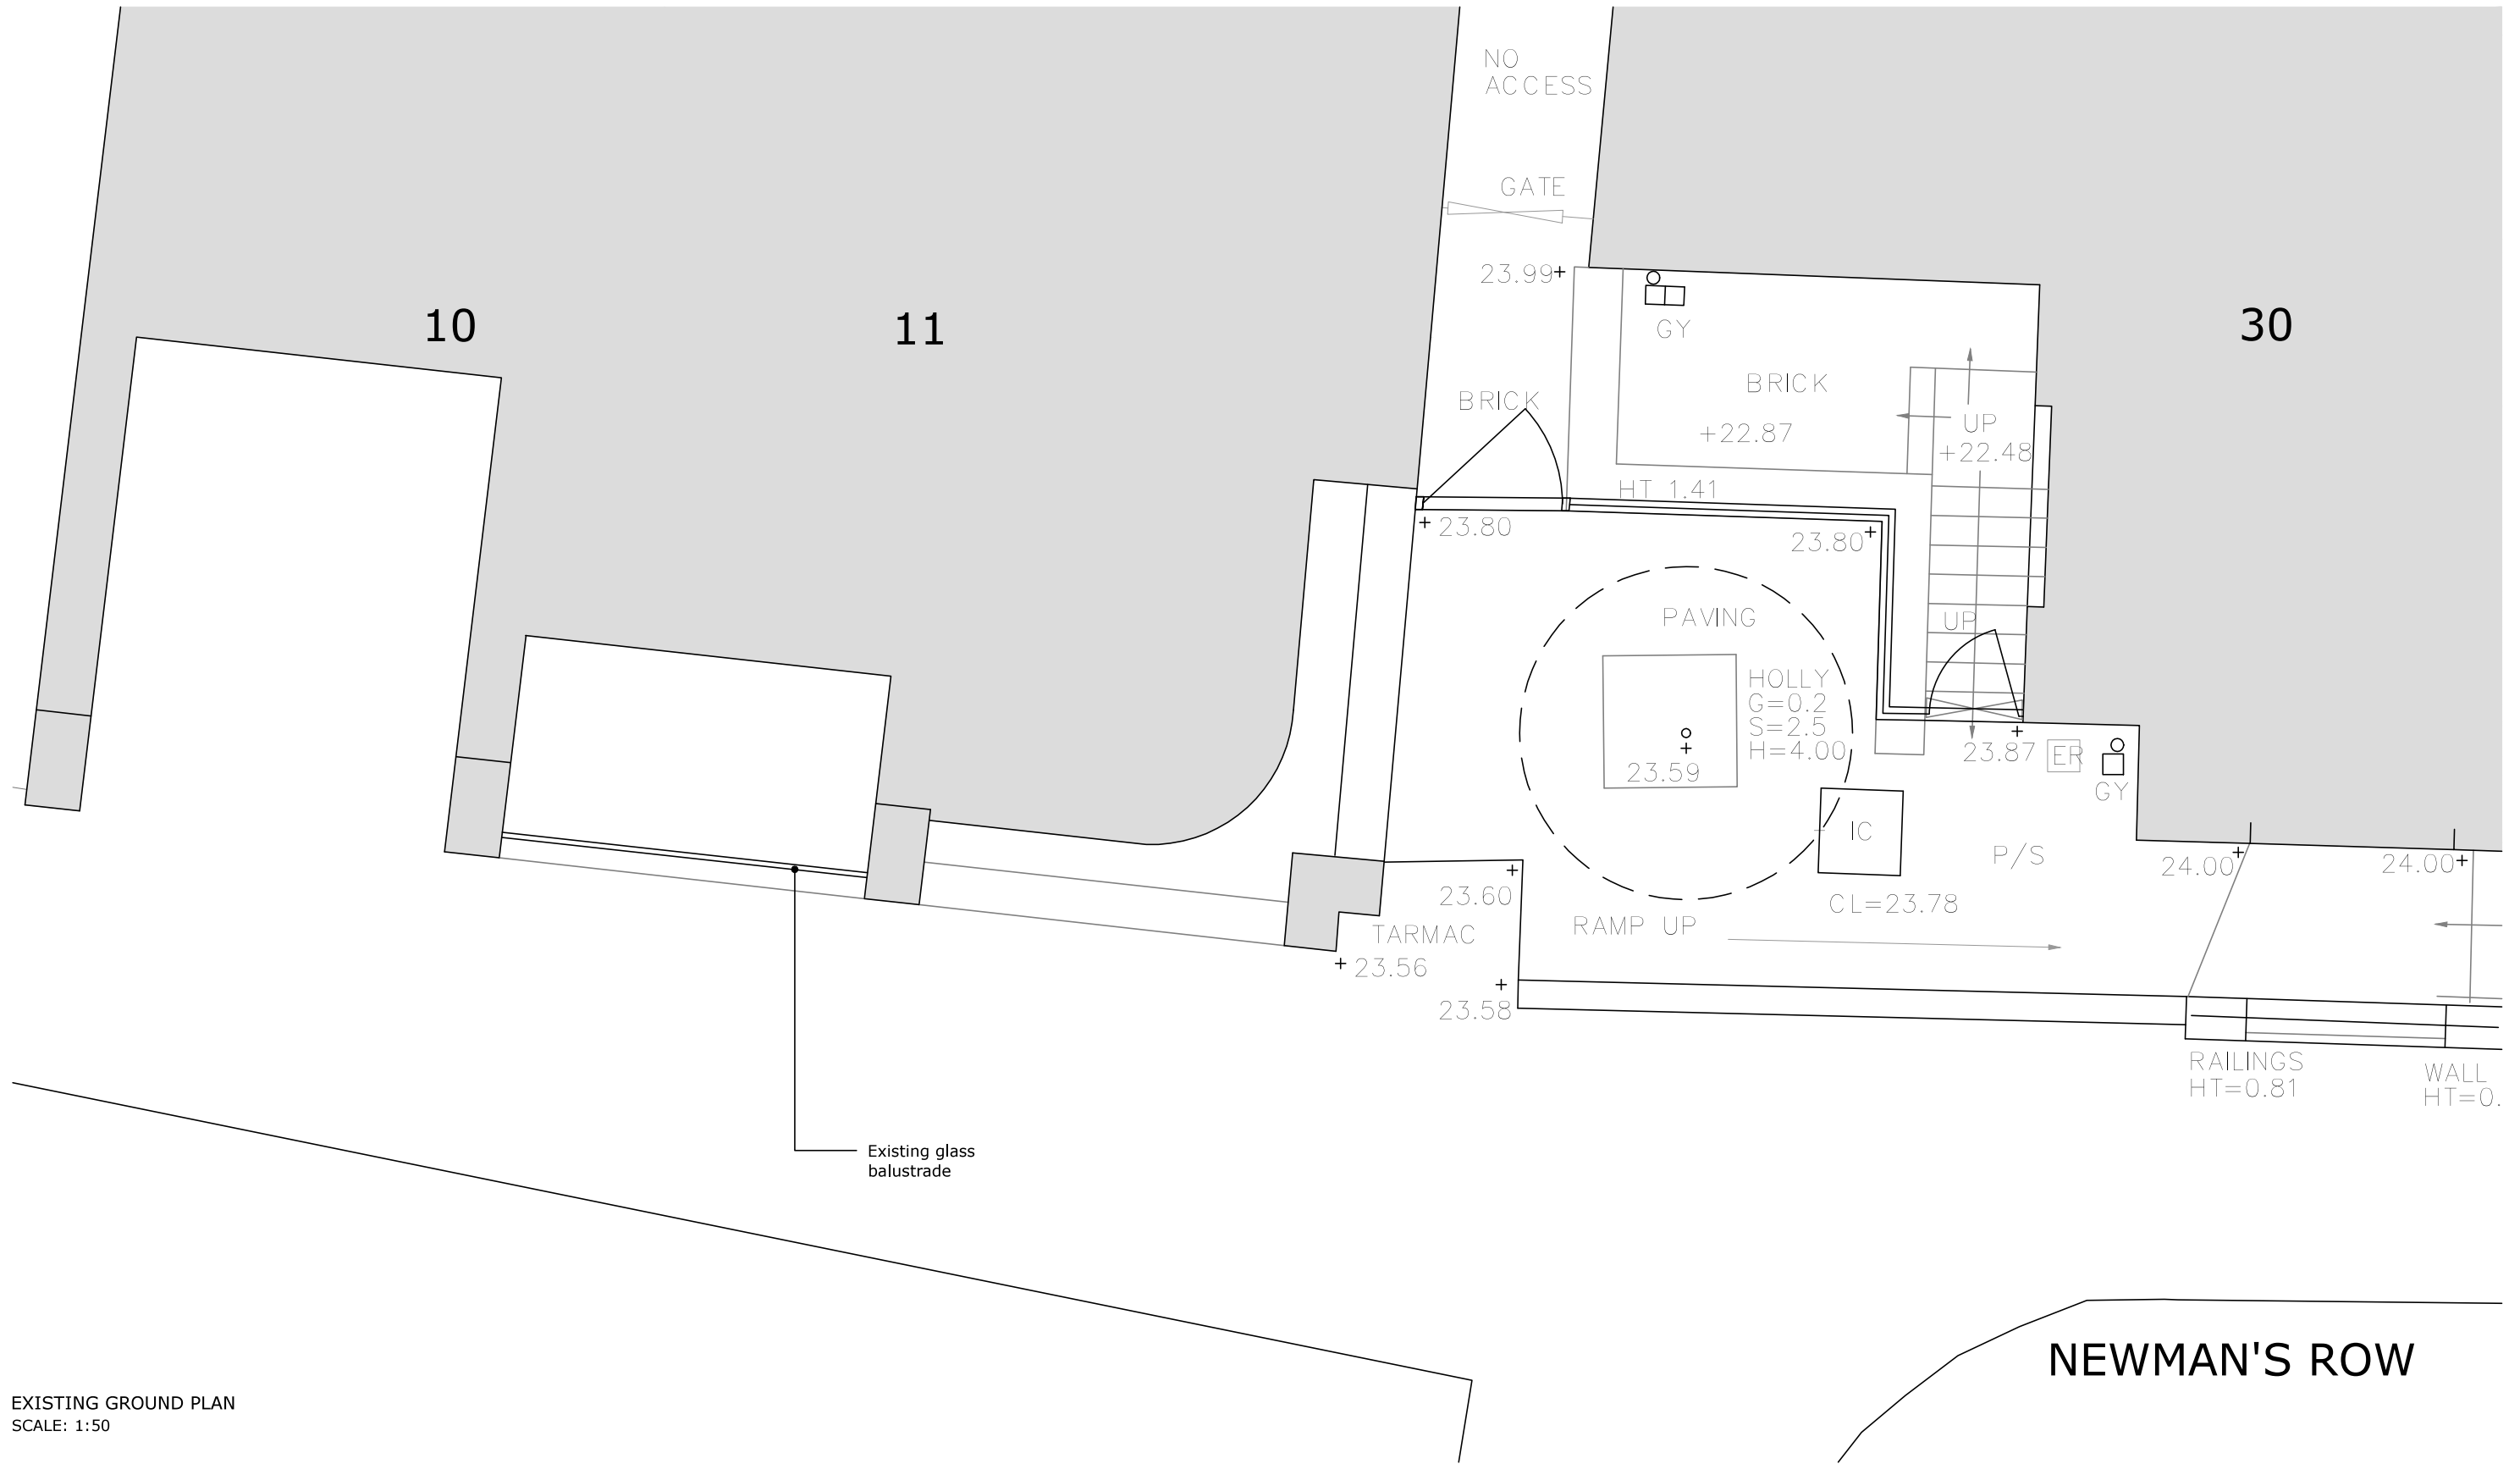 NO
ACCESS
GATE
23.99
10
11
30
GY
BRICK
BRICK
UP
+22.87
+22.48
HT 1.41
23.80
23.80
PAVING
UP
HOLLY
G=0.2
S=2.5
H=4.00
23.59
23.87
ER
GY
IC
P/S
24.00
24.00
23.60
CL=23.78
TARMAC
RAMP UP
23.56
23.58
RAILINGS
HT=0.81
WALL
HT=0.
Existing glass
balustrade
NEWMAN'S ROW
EXISTING GROUND PLAN
SCALE: 1:50